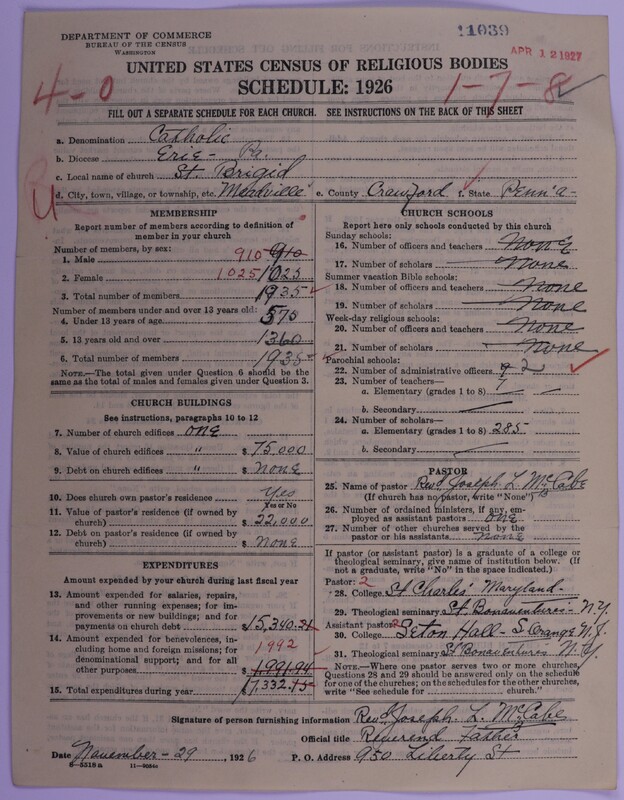 DEPARTMENT OF COMMERCE
BUREAU OF THE CENSUS
WASHINGTON
11039
APR 12 1927
UNITED STATES CENSUS OF RELIGIOUS BODIES
SCHEDULE: 1926
4-0
1-7-8
FILL OUT A SEPARATE SCHEDULE FOR EACH CHURCH. SEE INSTRUCTIONS ON THE BACK OF THIS SHEET
a. Denomination Catholic
b. Diocese Erie - Pa.
c. Local name of church St. Brigid
d. City, town, village, or township, etc. Meadville e. County Crawford f. State Penn'a-
MEMBERSHIP
Report number of members according to definition of
member in your church
Number of members, by sex:
1. Male 910 910
2. Female 1025 1025
3. Total number of members 1935
Number of members under and over 13 years old:
4. Under 13 years of age 575
5. 13 years old and over 1360
6. Total number of members 1935
NOTE.—The total given under Question 6 should be
same as the total of males and females given under Question 3.
CHURCH BUILDINGS
See instructions, paragraphs 10 to 12
7. Number of church edifices one
8. Value of church edifices " $ 75,000
9. Debt on church edifices " $ None
10. Does church own pastor's residence Yes
Yes or No
11. Value of pastor's residence (if owned by
church) $ 22,000
12. Debt on pastor's residence (if owned by
church) $ None
EXPENDITURES
Amount expended by your church during last fiscal year
13. Amount expended for salaries, repairs,
and other running expenses; for im-
provements or new buildings; and for
payments on church debt $ 15,340.21
14. Amount expended for benevolences, in-
cluding home and foreign missions; for
denominational support; and for all
other purposes 1992 $ 1,991.94
15. Total expenditures during year $ 17,332.15
CHURCH SCHOOLS
Report here only schools conducted by this church
Sunday schools:
16. Number of officers and teachers None
17. Number of scholars None
Summer vacation Bible schools:
18. Number of officers and teachers None
19. Number of scholars None
Week-day religious schools:
20. Number of officers and teachers None
21. Number of scholars None
Parochial schools:
22. Number of administrative officers 2
23. Number of teachers—
a. Elementary (grades 1 to 8)
b. Secondary
24. Number of scholars—
a. Elementary (grades 1 to 8) 285
b. Secondary
PASTOR
25. Name of pastor Revd Joseph L. McCabe
(If church has no pastor, write "None")
26. Number of ordained ministers, if any, em-
ployed as assistant pastors one
27. Number of other churches served by the
pastor or his assistants none
If pastor (or assistant pastor) is a graduate of a college or
theological seminary, give name of institution below. (If
not a graduate, write "No" in the space indicated.)
Pastor: 2
28. College St Charles' Maryland
29. Theological seminary St. Bonaventures - N.Y.
Assistant pastor: 2
30. College Seton Hall - S. Orange N.J.
31. Theological seminary St Bonaventures N.Y.
NOTE.—Where one pastor serves two or more churches,
Questions 28 and 29 should be answered only on the schedule
for one of the churches; on the schedules for the other churches,
write "See schedule for church."
Signature of person furnishing information Revd Joseph L. McCabe
Official title Reverend Father
Date November - 29, 1926 P. O. Address 950 Liberty St
8—5518a